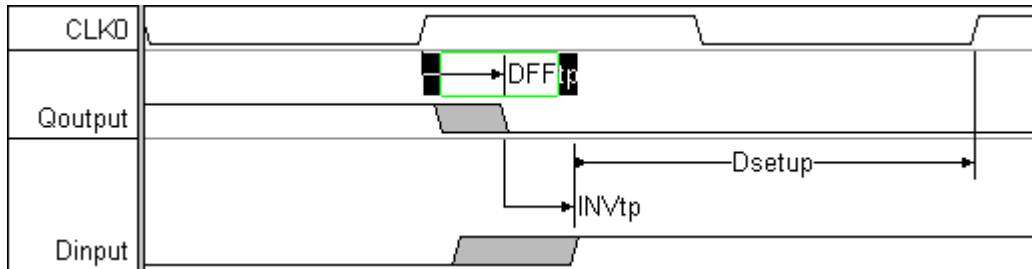 CLK0
DFFtp
Qoutput
Dsetup
INVtp
Dinput